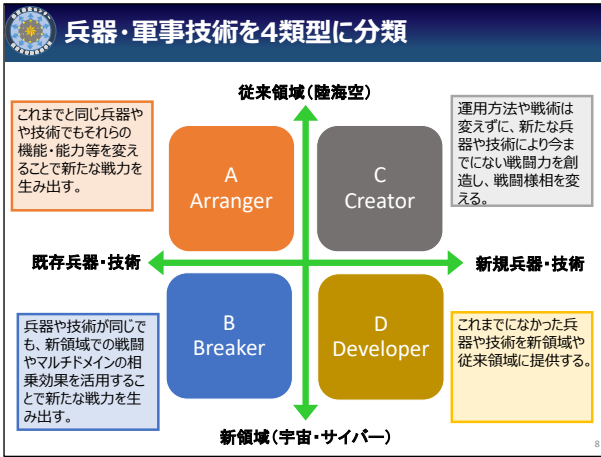 兵器・軍事技術を4類型に分類
従来領域（陸海空）
これまでと同じ兵器や
や技術でもそれらの
機能・能力等を変え
ることで新たな戦力を
生み出す。
A
Arranger
C
Creator
運用方法や戦術は
変えずに、新たな兵
器や技術により今ま
でにない戦闘力を創
造し、戦闘様相を変
える。
既存兵器・技術
新規兵器・技術
兵器や技術が同じで
も、新領域での戦闘
やマルチドメインの相
乗効果を活用するこ
とで新たな戦力を生
み出す。
B
Breaker
D
Developer
これまでになかった兵
器や技術を新領域や
従来領域に提供する。
新領域（宇宙・サイバー）
8